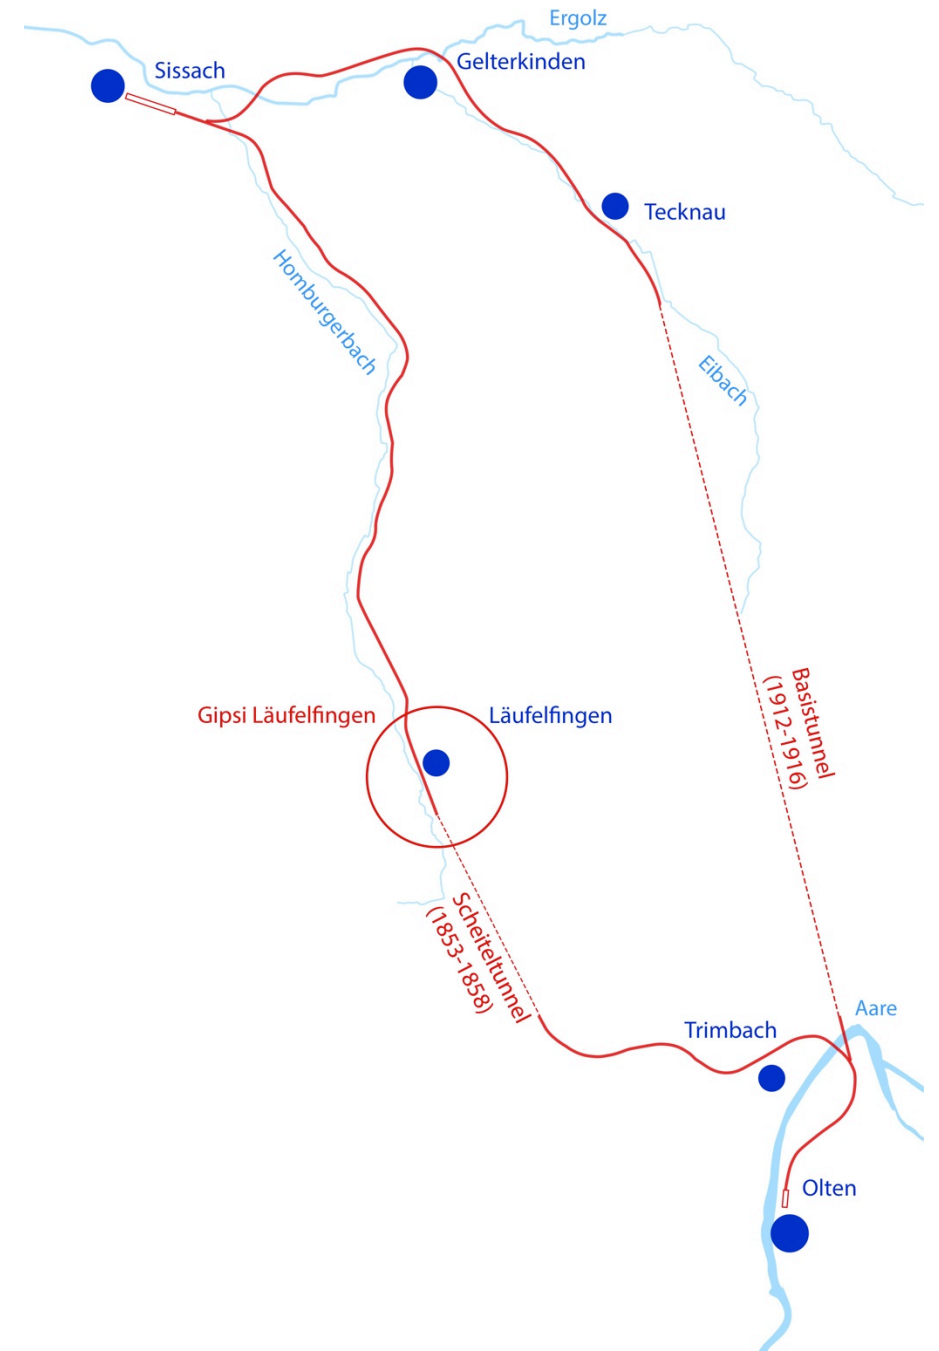 Ergolz
Gelterkinden
Sissach
Tecknau
Homburgerbach
Eibach
Basistunnel
(1912-1916)
Gipsi Läufelfingen
Läufelfingen
Scheiteltunnel
(1853-1858)
Aare
Trimbach
Olten